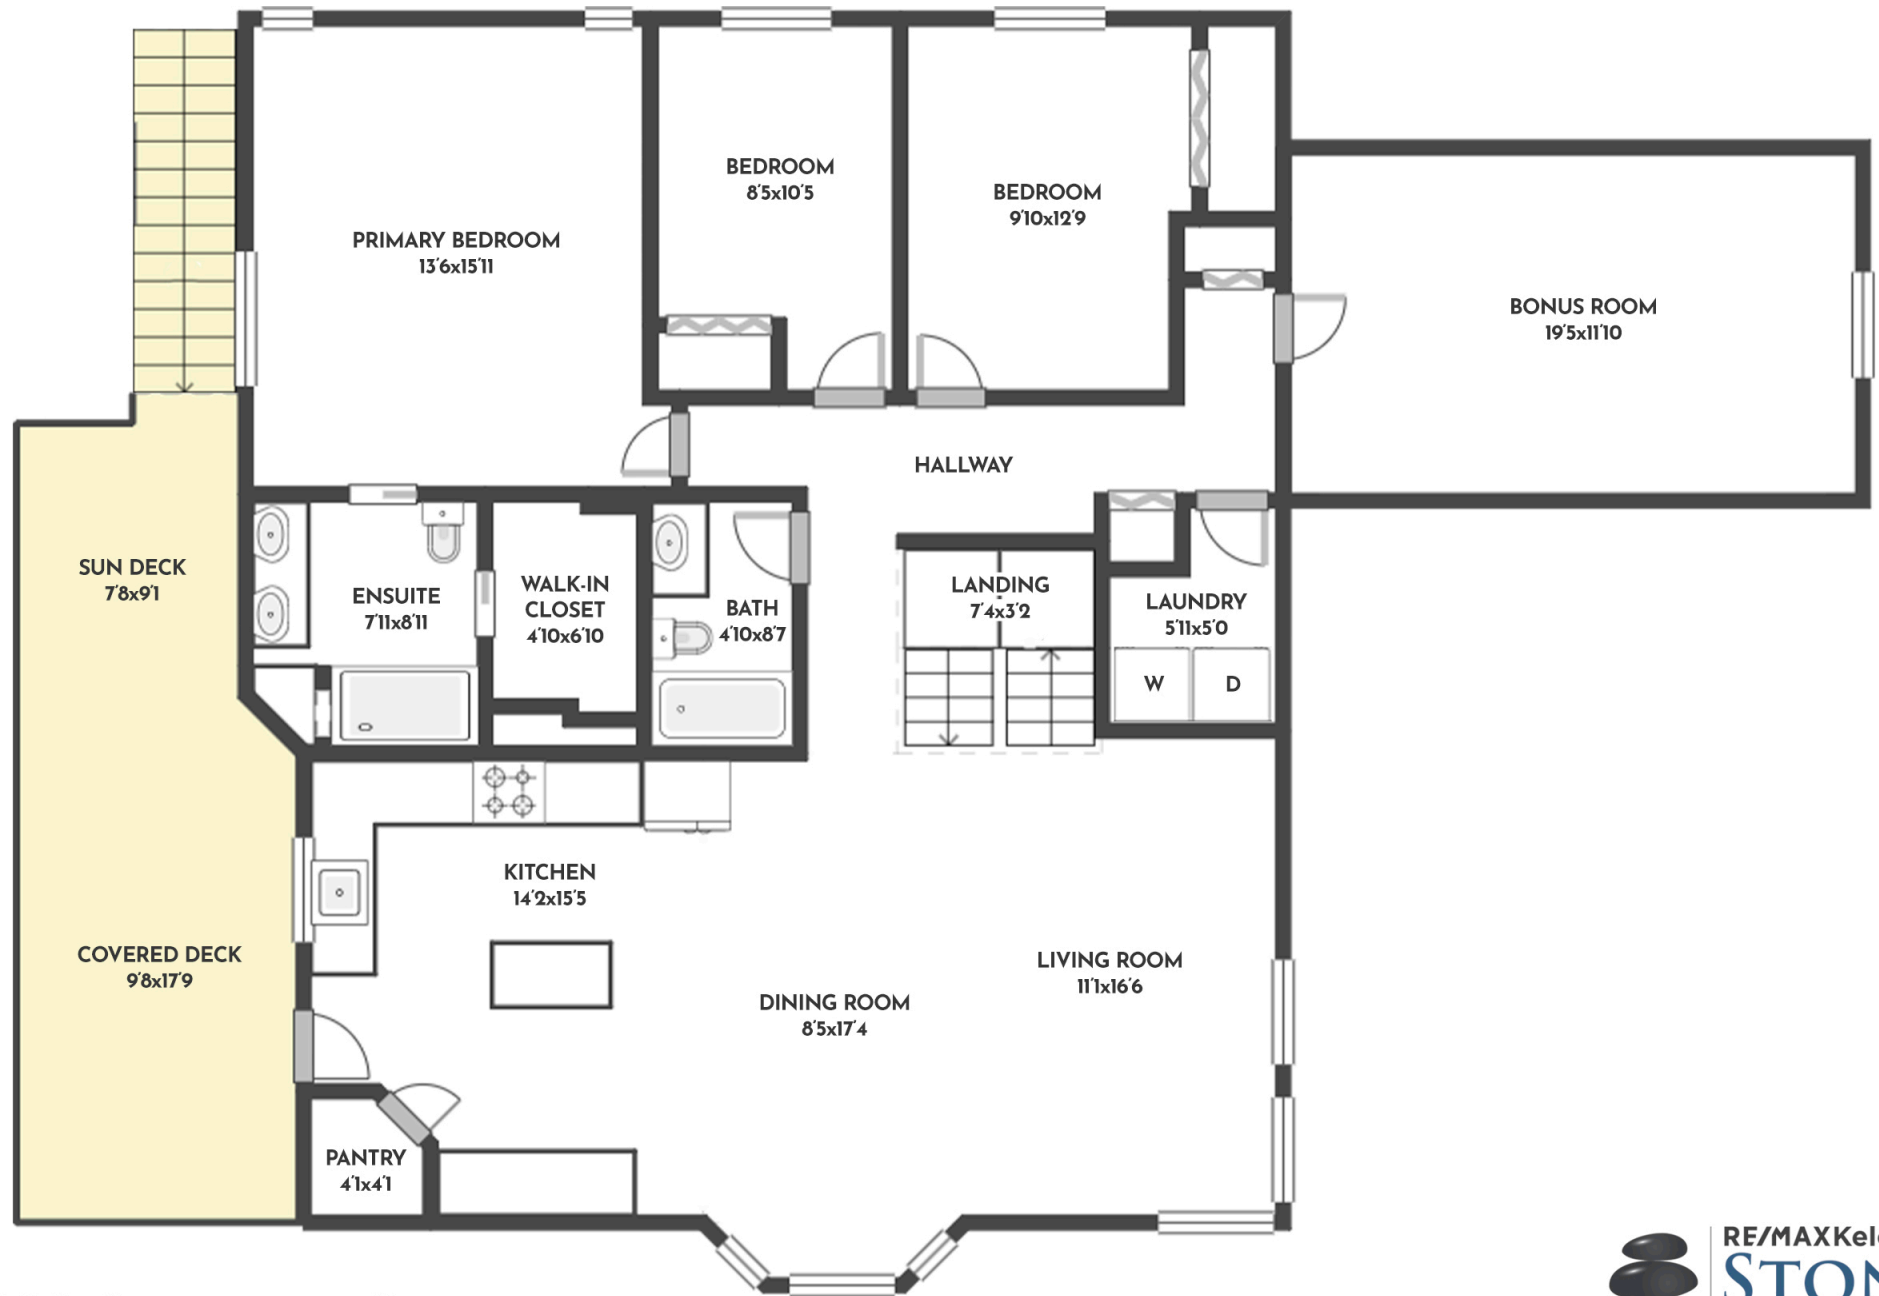 PRIMARY BEDROOM
13'6x15'11
BEDROOM
8'5x10'5
BEDROOM
9'10x12'9
BONUS ROOM
19'5x11'10
HALLWAY
SUN DECK
7'8x9'1
ENSUITE
7'11x8'11
WALK-IN
CLOSET
4'10x6'10
BATH
4'10x8'7
LANDING
7'4x3'2
LAUNDRY
5'11x5'0
W
D
KITCHEN
14'2x15'5
COVERED DECK
9'8x17'9
DINING ROOM
8'5x17'4
LIVING ROOM
11'1x16'6
PANTRY
4'1x4'1
RE/MAX